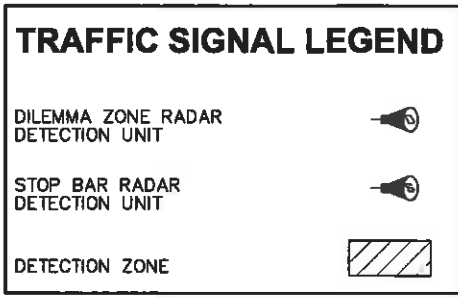 TRAFFIC SIGNAL LEGEND
DILEMMA ZONE RADAR
DETECTION UNIT
STOP BAR RADAR
DETECTION UNIT
DETECTION ZONE